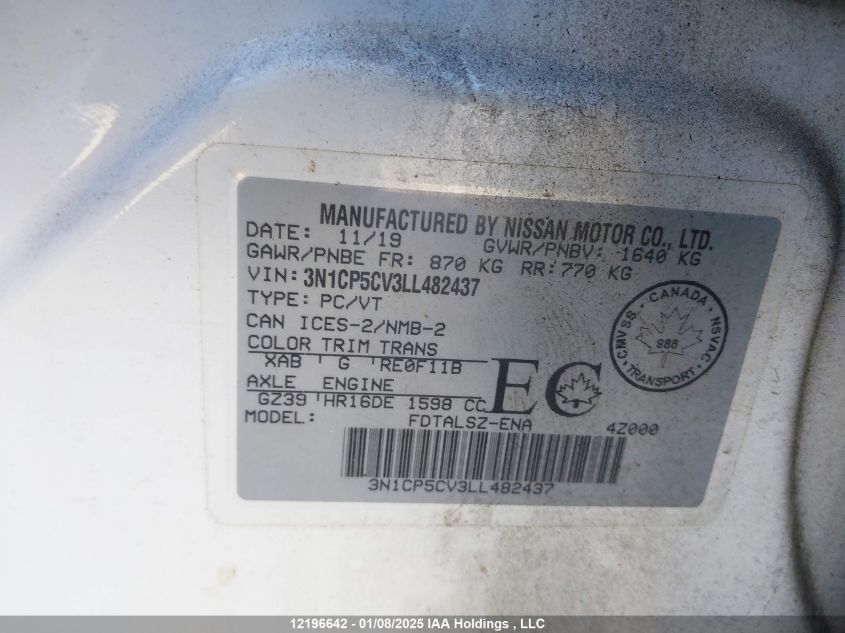 MANUFACTURED BY NISSAN MOTOR CO., LTD.
DATE: 11/19 GVWR/PNBV: 1640 KG
GAWR/PNBE FR: 870 KG RR: 770 KG
VIN: 3N1CP5CV3LL482437
TYPE: PC/VT
CAN ICES-2/NMB-2
COLOR TRIM TRANS
XAB G RE0F11B
AXLE ENGINE
GZ39 HR16DE 1598 CC
MODEL: FDTALSZ-ENA 4Z000
EC
CANADA
CMVSS NSVAC
988
TRANSPORT
3N1CP5CV3LL482437
12196642 - 01/08/2025 IAA Holdings , LLC